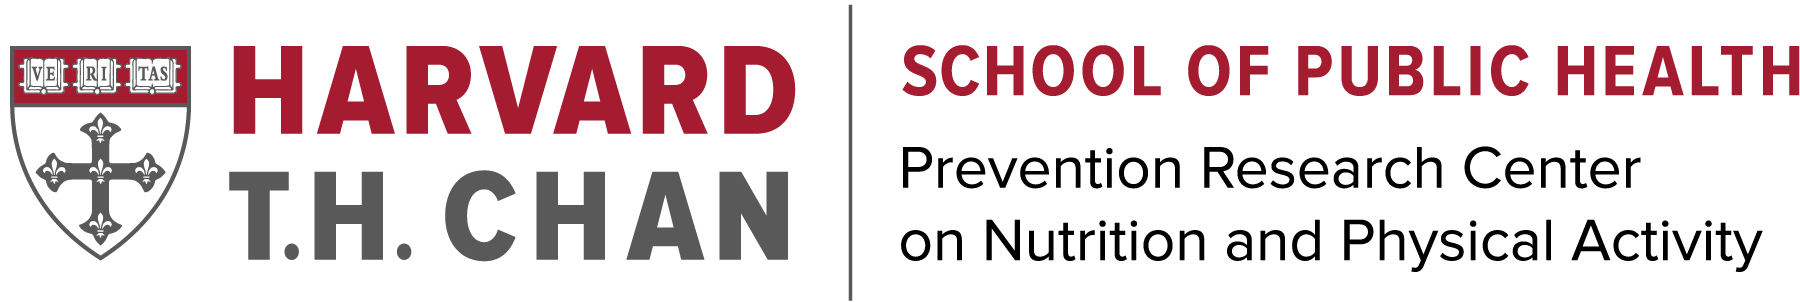 VE RI TAS
HARVARD
T.H. CHAN
SCHOOL OF PUBLIC HEALTH
Prevention Research Center
on Nutrition and Physical Activity